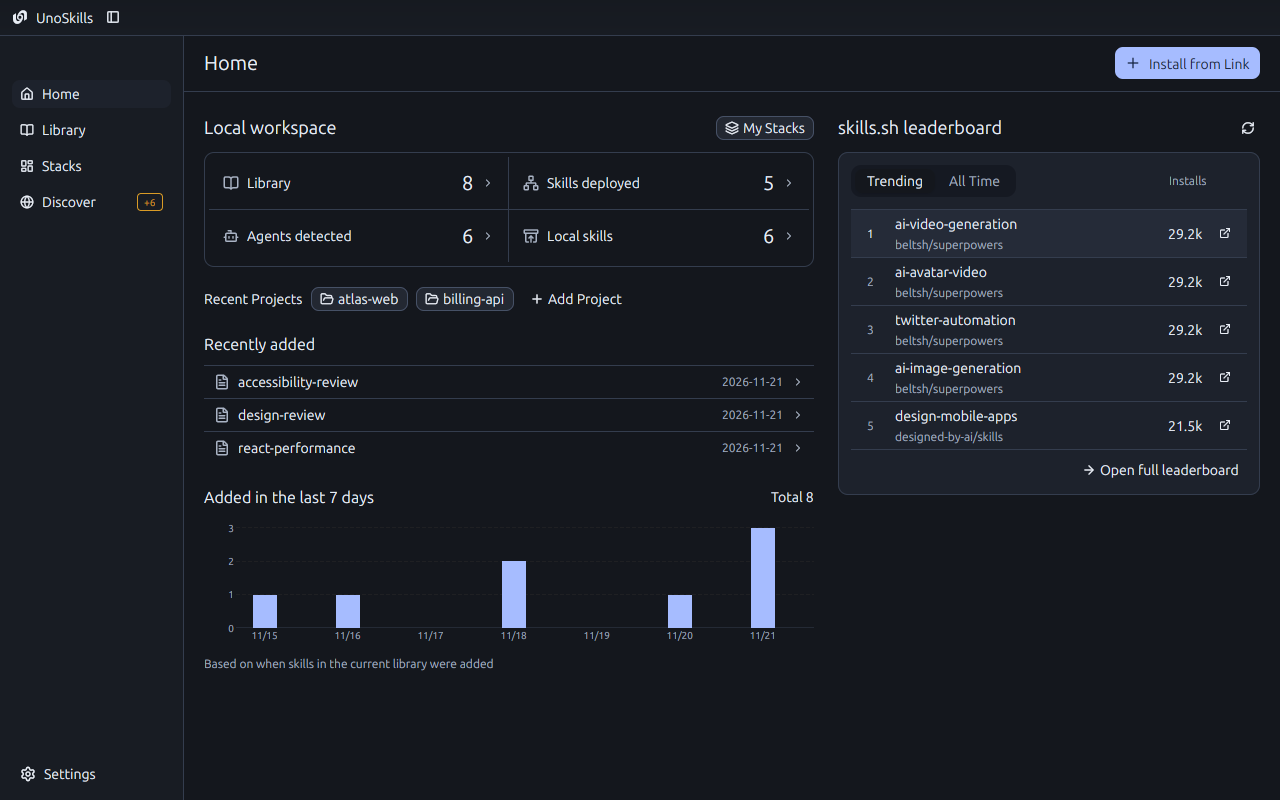 UnoSkills
Home
Library
Stacks
Discover
+6
Settings
Home
Install from Link
Local workspace
My Stacks
Library 8
Skills deployed 5
Agents detected 6
Local skills 6
Recent Projects
atlas-web
billing-api
Add Project
Recently added
accessibility-review 2026-11-21
design-review 2026-11-21
react-performance 2026-11-21
Added in the last 7 days
Total 8
3
2
1
0
11/15 11/16 11/17 11/18 11/19 11/20 11/21
Based on when skills in the current library were added
skills.sh leaderboard
Trending All Time Installs
1 ai-video-generation 29.2k
beltsh/superpowers
2 ai-avatar-video 29.2k
beltsh/superpowers
3 twitter-automation 29.2k
beltsh/superpowers
4 ai-image-generation 29.2k
beltsh/superpowers
5 design-mobile-apps 21.5k
designed-by-ai/skills
Open full leaderboard